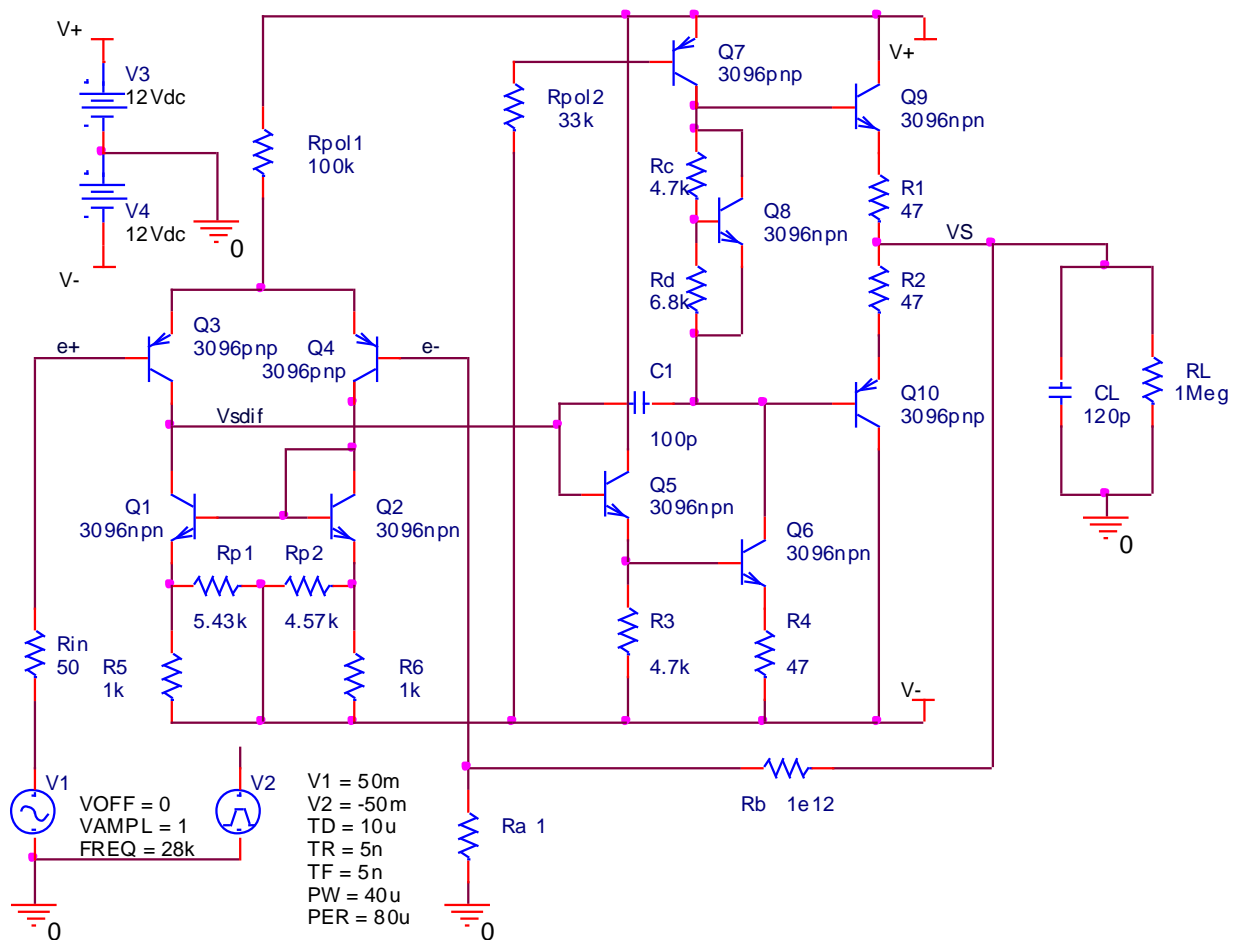 V+
V3
12Vdc
V4
12Vdc
V-
0
Rpol1
100k
Rpol2
33k
Q7
3096pnp
V+
Q9
3096npn
Rc
4.7k
Q8
3096npn
R1
47
VS
Rd
6.8k
R2
47
Q3
3096pnp
Q4
3096pnp
e+
e-
C1
100p
Q10
3096pnp
CL
120p
RL
1Meg
0
Vsdif
Q1
3096npn
Q2
3096npn
Q5
3096npn
Q6
3096npn
Rp1
5.43k
Rp2
4.57k
R3
4.7k
R4
47
Rin
50
R5
1k
R6
1k
V-
V1
VOFF = 0
VAMPL = 1
FREQ = 28k
V2
V1 = 50m
V2 = -50m
TD = 10u
TR = 5n
TF = 5n
PW = 40u
PER = 80u
Rb 1e12
Ra 1
0
0